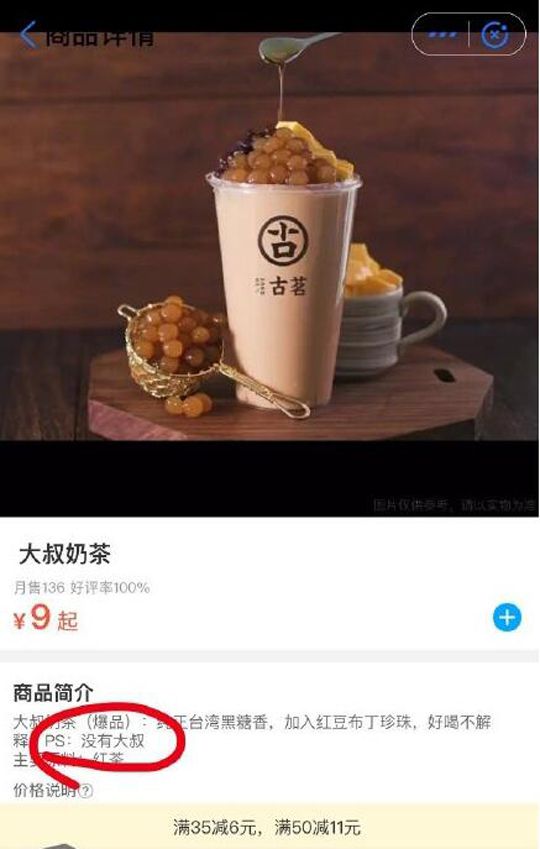 商品详情
古茗
图片仅供参考，请以实物为准
大叔奶茶
月售136 好评率100%
¥9起
商品简介
大叔奶茶（爆品）：纯正台湾黑糖香，加入红豆布丁珍珠，好喝不解
释 PS：没有大叔
主要原料：红茶
价格说明?
满35减6元，满50减11元